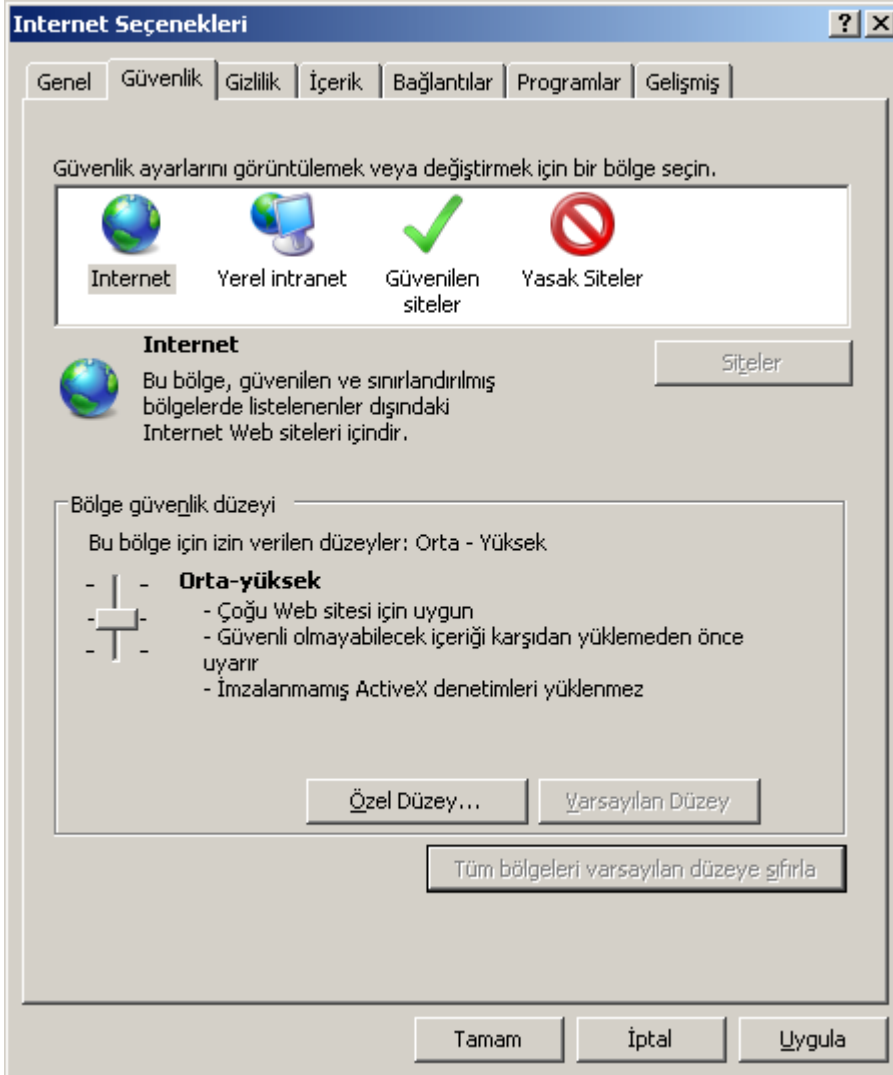 Internet Seçenekleri
Genel Güvenlik Gizlilik İçerik Bağlantılar Programlar Gelişmiş
Güvenlik ayarlarını görüntülemek veya değiştirmek için bir bölge seçin.
Internet Yerel intranet Güvenilen siteler Yasak Siteler
Internet
Siteler
Bu bölge, güvenilen ve sınırlandırılmış
bölgelerde listelenenler dışındaki
Internet Web siteleri içindir.
Bölge güvenlik düzeyi
Bu bölge için izin verilen düzeyler: Orta - Yüksek
Orta-yüksek
- Çoğu Web sitesi için uygun
- Güvenli olmayabilecek içeriği karşıdan yüklemeden önce
uyarır
- İmzalanmamış ActiveX denetimleri yüklenmez
Özel Düzey... Varsayılan Düzey
Tüm bölgeleri varsayılan düzeye sıfırla
Tamam İptal Uygula